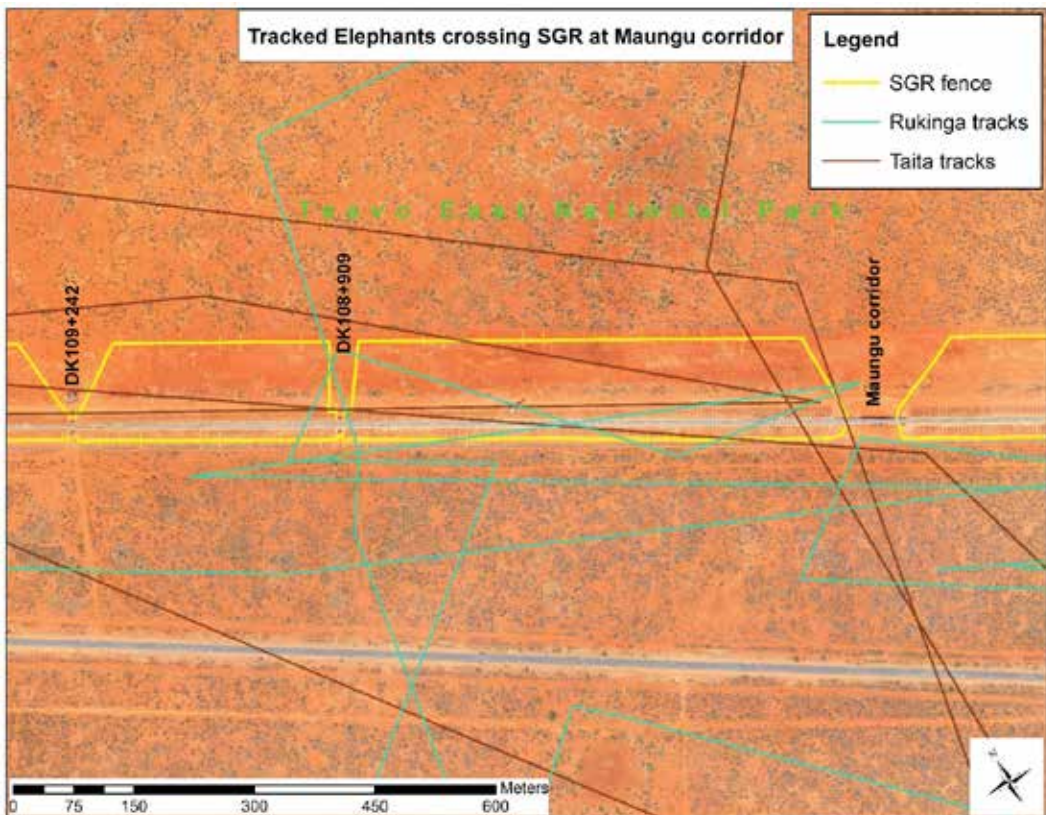 Tracked Elephants crossing SGR at Maungu corridor
Legend
SGR fence
Rukinga tracks
Taita tracks
Tsavo East National Park
DK109+242
DK108+909
Maungu corridor
Meters
0 75 150 300 450 600